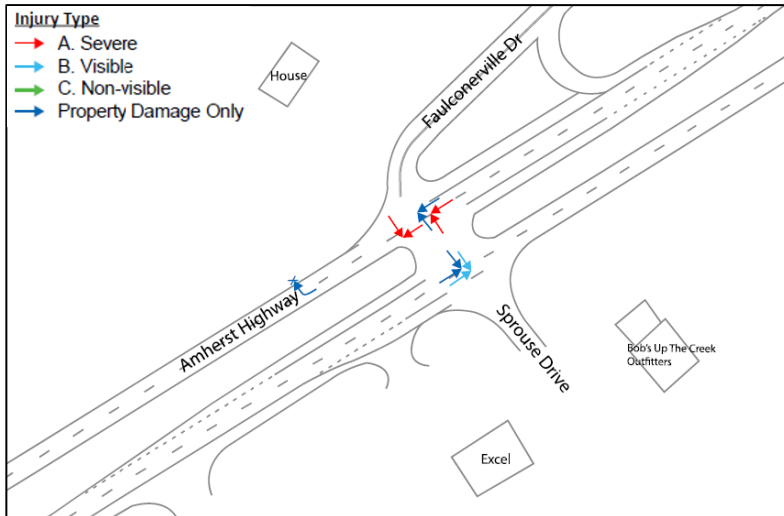 Injury Type
A. Severe
B. Visible
C. Non-visible
Property Damage Only
House
Faulconerville Dr
Amherst Highway
Sprouse Drive
Bob's Up The Creek
Outfitters
Excel